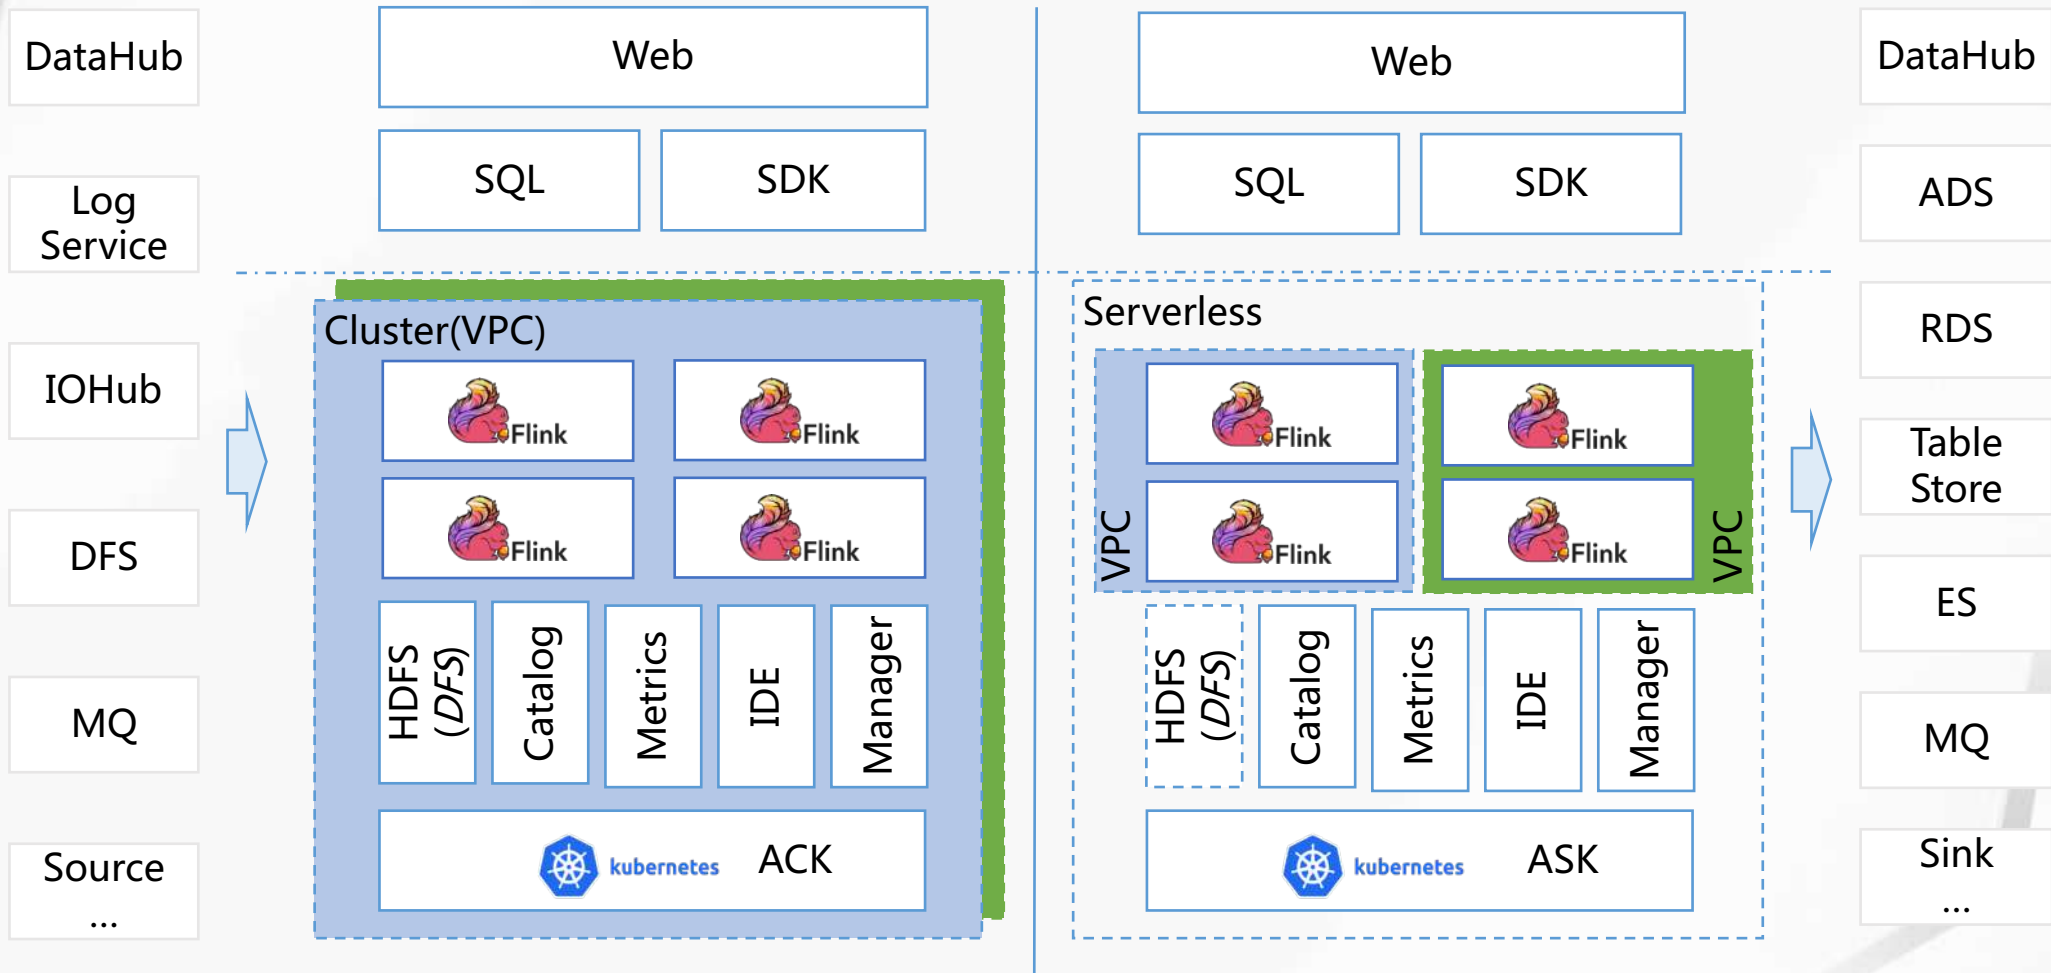 DataHub
Log
Service
IOHub
DFS
MQ
Source
...
Web
SQL
SDK
Cluster(VPC)
Flink
Flink
Flink
Flink
HDFS
(DFS)
Catalog
Metrics
IDE
Manager
kubernetes
ACK
Web
SQL
SDK
Serverless
VPC
Flink
Flink
Flink
Flink
VPC
HDFS
(DFS)
Catalog
Metrics
IDE
Manager
kubernetes
ASK
DataHub
ADS
RDS
Table
Store
ES
MQ
Sink
...